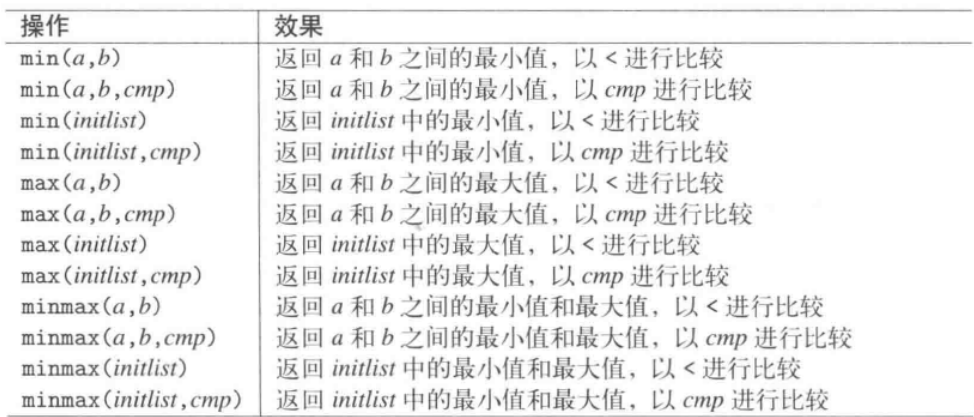 操作 效果
min(a,b) 返回 a 和 b 之间的最小值，以 < 进行比较
min(a,b,cmp) 返回 a 和 b 之间的最小值，以 cmp 进行比较
min(initlist) 返回 initlist 中的最小值，以 < 进行比较
min(initlist,cmp) 返回 initlist 中的最小值，以 cmp 进行比较
max(a,b) 返回 a 和 b 之间的最大值，以 < 进行比较
max(a,b,cmp) 返回 a 和 b 之间的最大值，以 cmp 进行比较
max(initlist) 返回 initlist 中的最大值，以 < 进行比较
max(initlist,cmp) 返回 initlist 中的最大值，以 cmp 进行比较
minmax(a,b) 返回 a 和 b 之间的最小值和最大值，以 < 进行比较
minmax(a,b,cmp) 返回 a 和 b 之间的最小值和最大值，以 cmp 进行比较
minmax(initlist) 返回 initlist 中的最小值和最大值，以 < 进行比较
minmax(initlist,cmp) 返回 initlist 中的最小值和最大值，以 cmp 进行比较